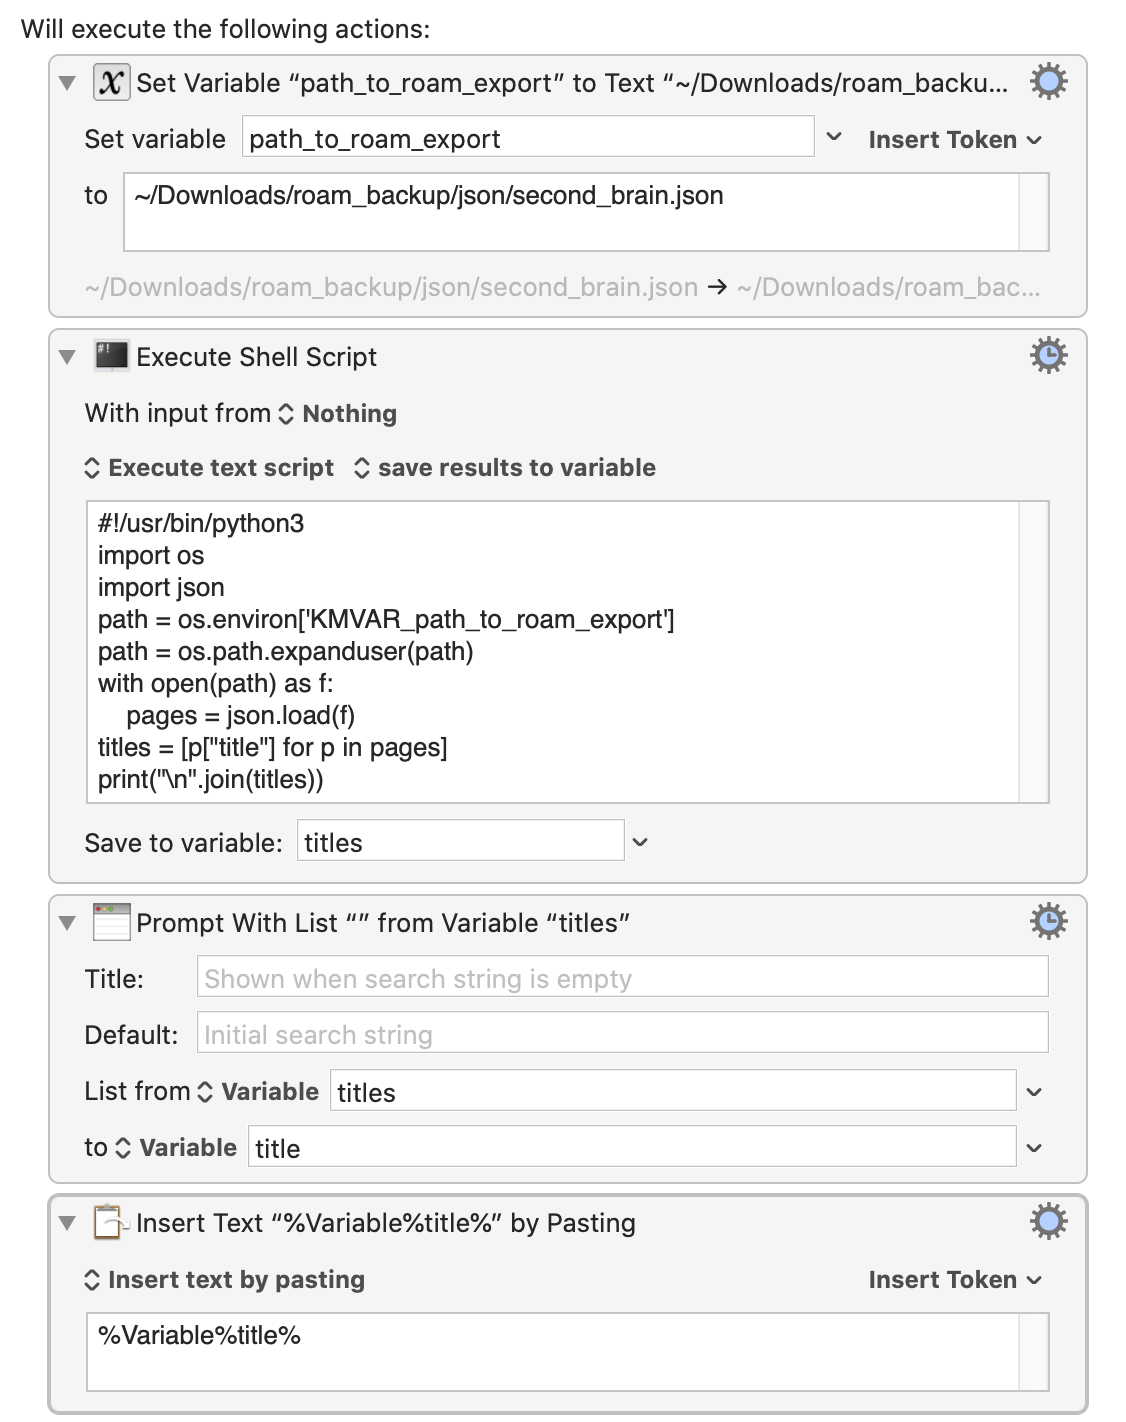 Will execute the following actions:
Set Variable “path_to_roam_export” to Text “~/Downloads/roam_backu...
Set variable path_to_roam_export Insert Token
to ~/Downloads/roam_backup/json/second_brain.json
~/Downloads/roam_backup/json/second_brain.json → ~/Downloads/roam_bac...
#! Execute Shell Script
With input from Nothing
Execute text script save results to variable
#!/usr/bin/python3
import os
import json
path = os.environ['KMVAR_path_to_roam_export']
path = os.path.expanduser(path)
with open(path) as f:
    pages = json.load(f)
titles = [p["title"] for p in pages]
print("\n".join(titles))
Save to variable: titles
Prompt With List “” from Variable “titles”
Title: Shown when search string is empty
Default: Initial search string
List from Variable titles
to Variable title
Insert Text “%Variable%title%” by Pasting
Insert text by pasting Insert Token
%Variable%title%